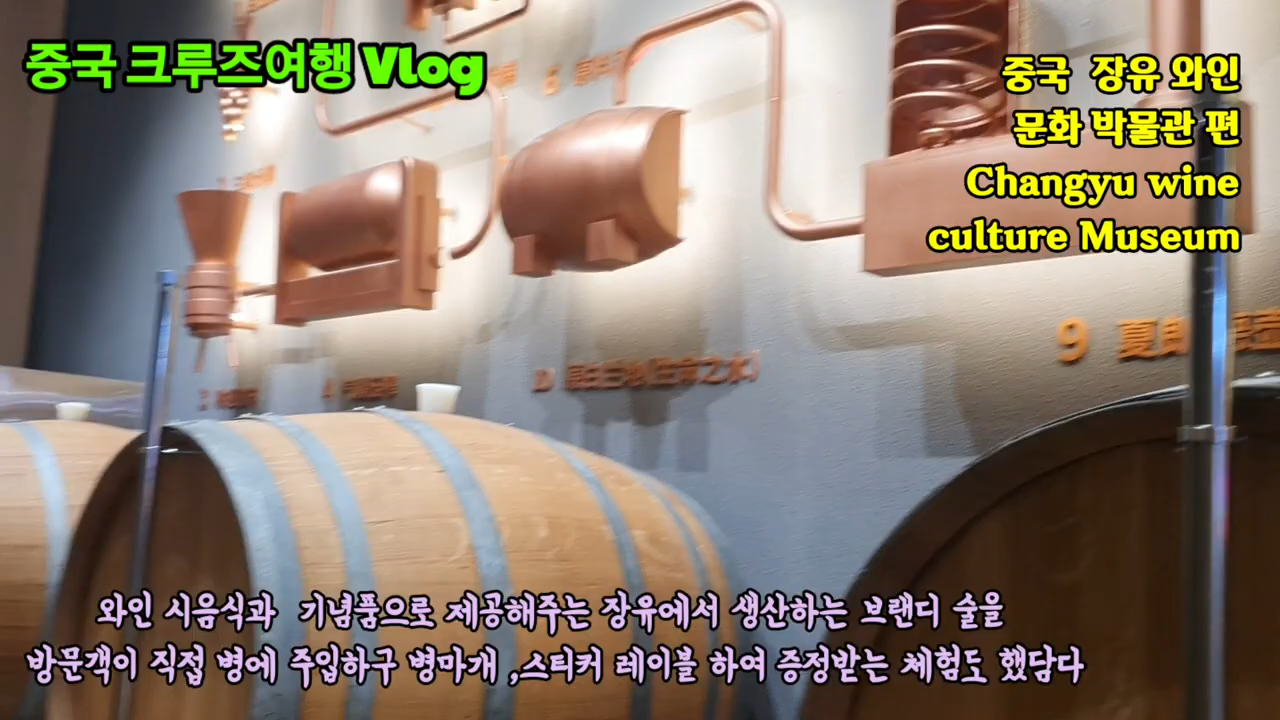 중국 크루즈여행 Vlog
중국 장유 와인
문화 박물관 편
Changyu wine
culture Museum
9 夏
와인 시음식과 기념품으로 제공해주는 장유에서 생산하는 브랜디 술을
방문객이 직접 병에 주입하구 병마개 ,스티커 레이블 하여 증정받는 체험도 했담다